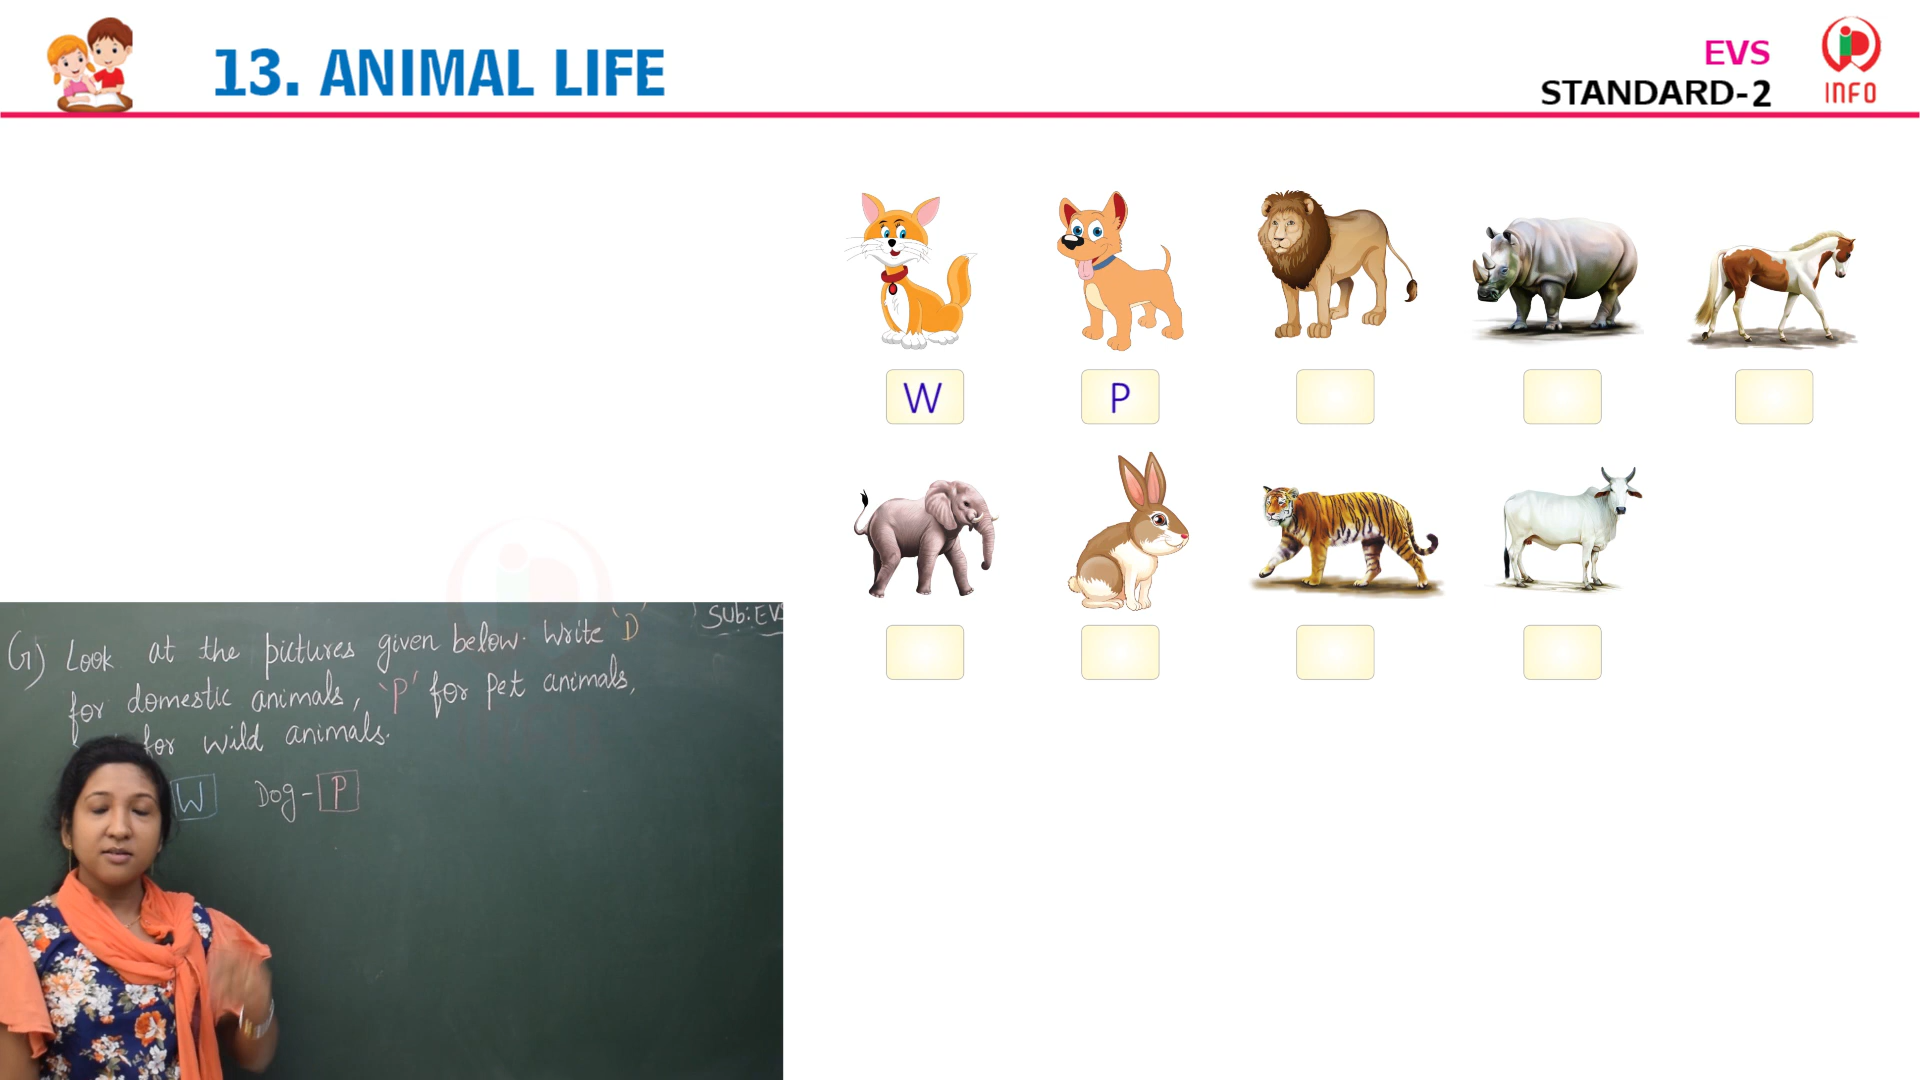 13. ANIMAL LIFE
EVS
STANDARD-2
INFO
W P
Sub: EVS
G) Look at the pictures given below. Write 'D'
for domestic animals, 'P' for pet animals,
for wild animals.
W Dog - P